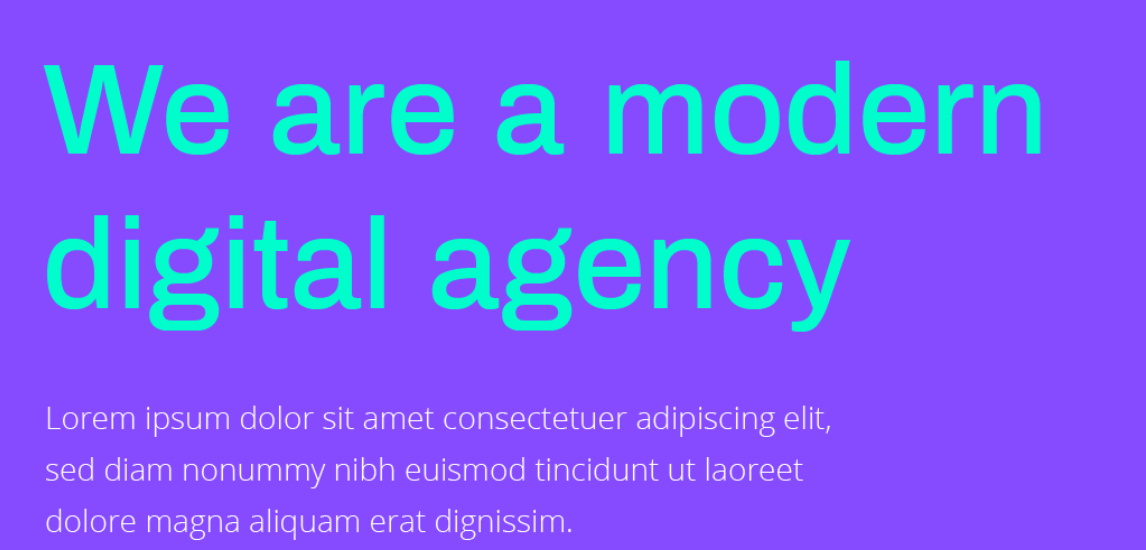 We are a modern
digital agency
Lorem ipsum dolor sit amet consectetuer adipiscing elit,
sed diam nonummy nibh euismod tincidunt ut laoreet
dolore magna aliquam erat dignissim.